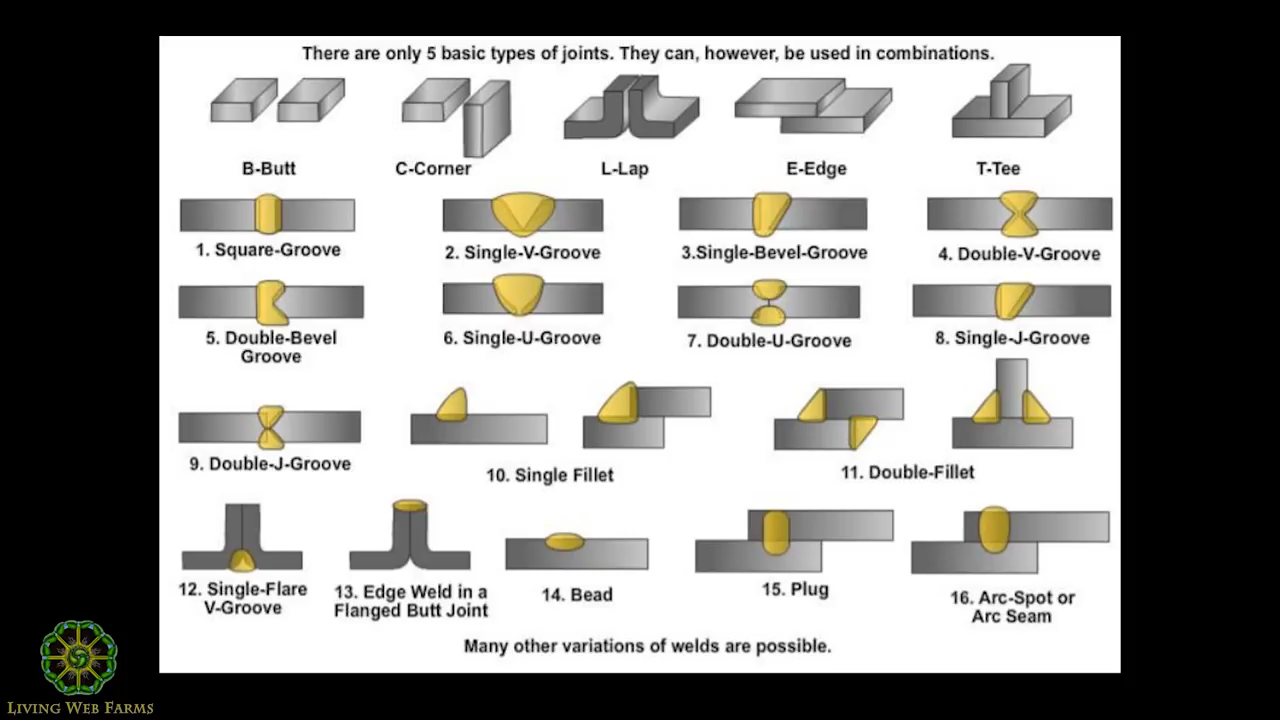 There are only 5 basic types of joints. They can, however, be used in combinations.
B-Butt
C-Corner
L-Lap
E-Edge
T-Tee
1. Square-Groove
2. Single-V-Groove
3.Single-Bevel-Groove
4. Double-V-Groove
5. Double-Bevel
Groove
6. Single-U-Groove
7. Double-U-Groove
8. Single-J-Groove
9. Double-J-Groove
10. Single Fillet
11. Double-Fillet
12. Single-Flare
V-Groove
13. Edge Weld in a
Flanged Butt Joint
14. Bead
15. Plug
16. Arc-Spot or
Arc Seam
Many other variations of welds are possible.
LIVING WEB FARMS